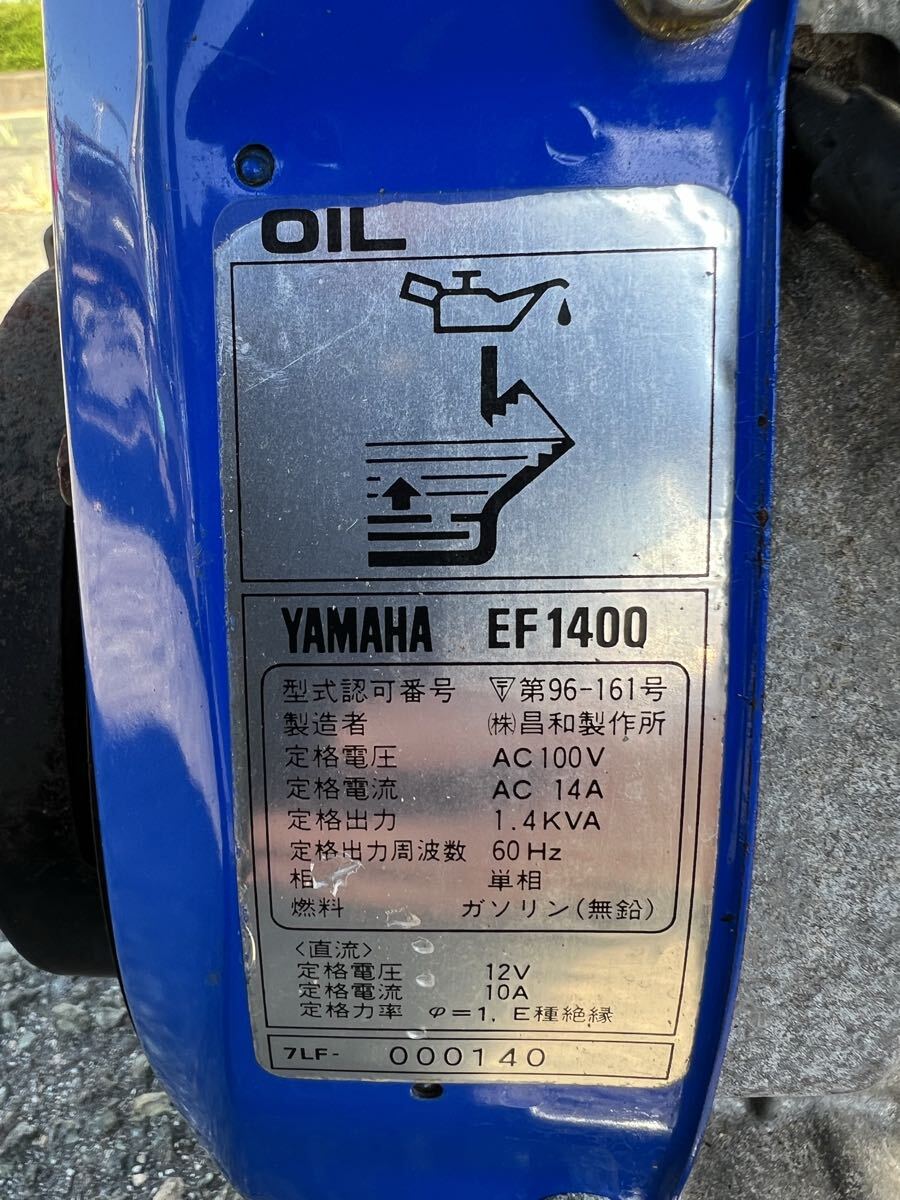 OIL
YAMAHA EF1400
型式認可番号 第96-161号
製造者 (株)昌和製作所
定格電圧 AC 100V
定格電流 AC 14A
定格出力 1.4KVA
定格出力周波数 60Hz
相 単相
燃料 ガソリン(無鉛)
〈直流〉
定格電圧 12V
定格電流 10A
定格力率 φ=1, E種絶縁
7LF- 000140